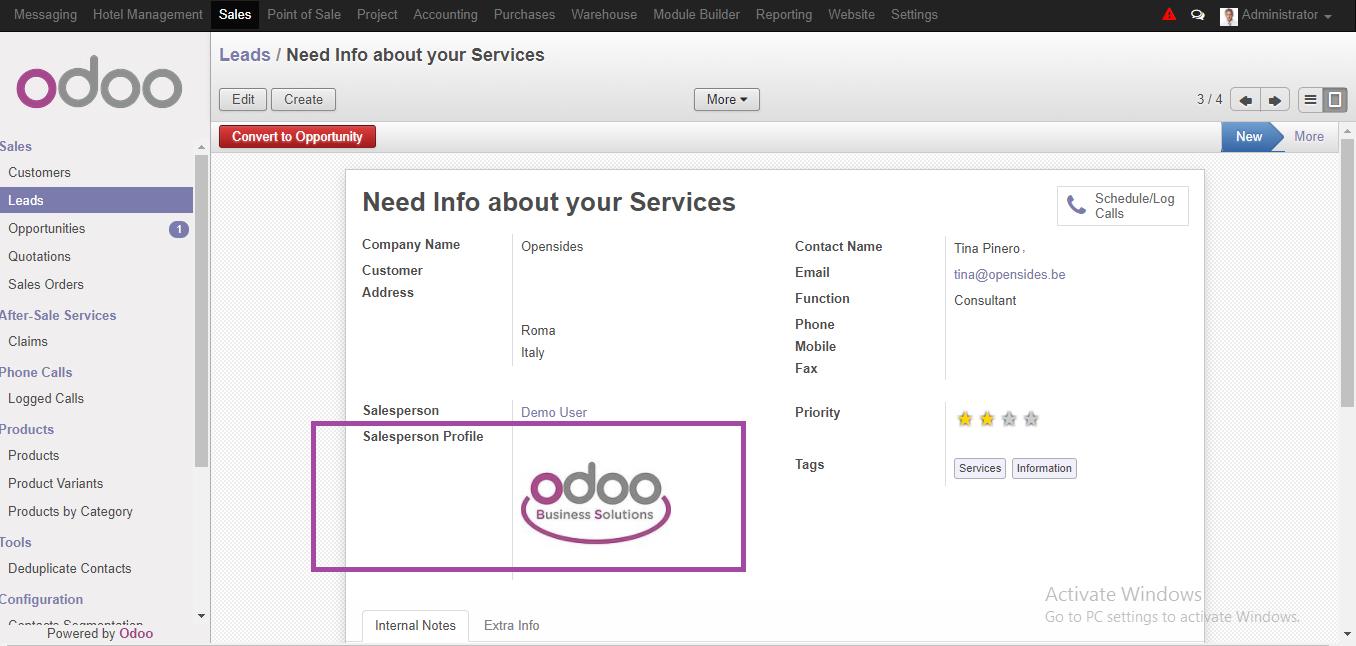 Messaging Hotel Management Sales Point of Sale Project Accounting Purchases Warehouse Module Builder Reporting Website Settings Administrator
odoo
Leads / Need Info about your Services
Edit Create More 3 / 4
Convert to Opportunity New More
Sales
Customers
Leads
Opportunities 1
Quotations
Sales Orders
After-Sale Services
Claims
Phone Calls
Logged Calls
Products
Products
Product Variants
Products by Category
Tools
Deduplicate Contacts
Configuration
Contacts Segmentation
Powered by Odoo
Need Info about your Services
Schedule/Log
Calls
Company Name Opensides
Customer
Address
Roma
Italy
Contact Name Tina Pinero ,
Email tina@opensides.be
Function Consultant
Phone
Mobile
Fax
Salesperson Demo User
Salesperson Profile
odoo
Business Solutions
Priority
Tags Services Information
Internal Notes Extra Info
Activate Windows
Go to PC settings to activate Windows.